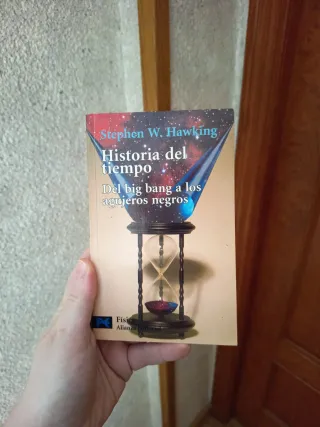 Stephen W. Hawking
Historia del
tiempo
Del big bang a los
agujeros negros